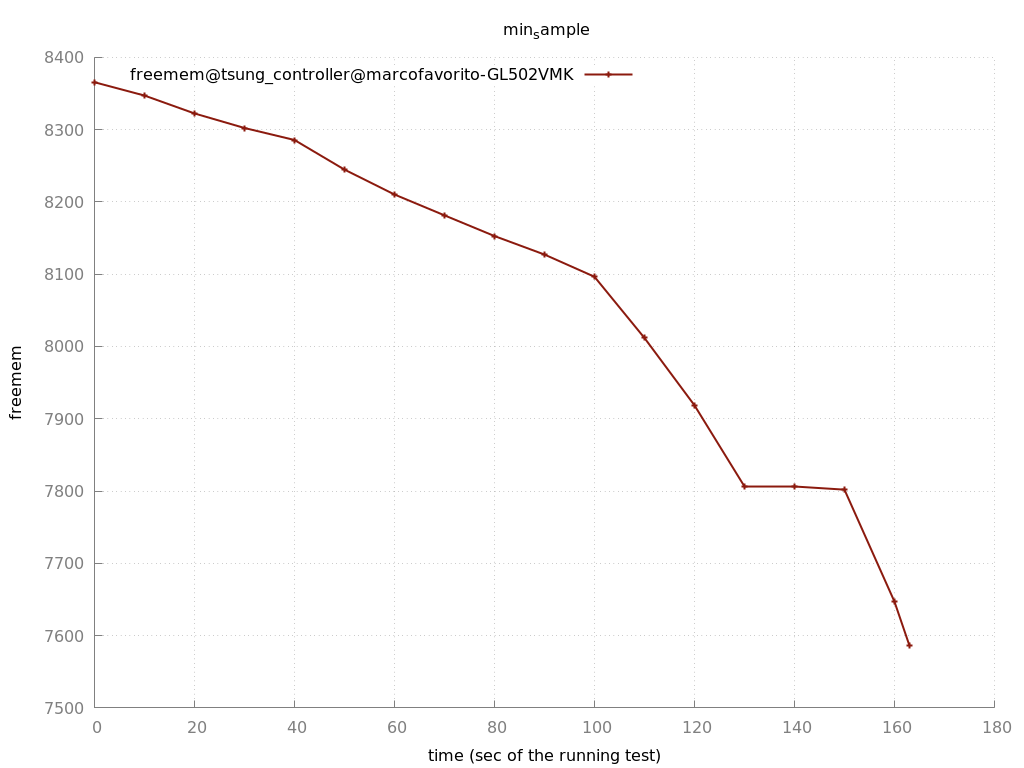 min_sample
freemem@tsung_controller@marcofavorito-GL502VMK
8400
8300
8200
8100
8000
7900
7800
7700
7600
7500
freemem
0 20 40 60 80 100 120 140 160 180
time (sec of the running test)